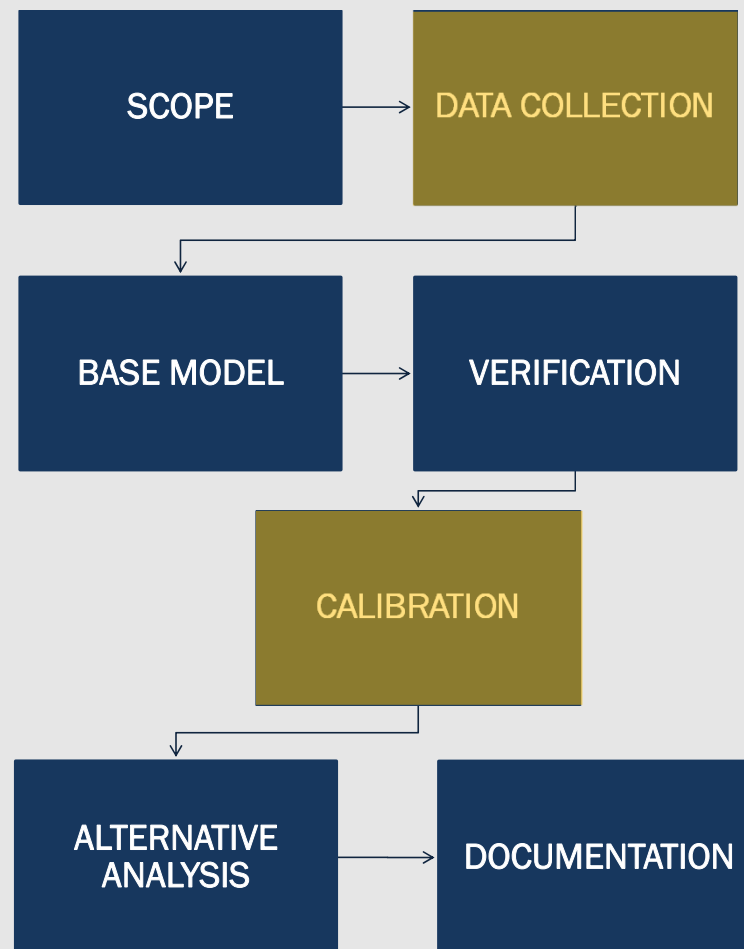 SCOPE
DATA COLLECTION
BASE MODEL
VERIFICATION
CALIBRATION
ALTERNATIVE
ANALYSIS
DOCUMENTATION